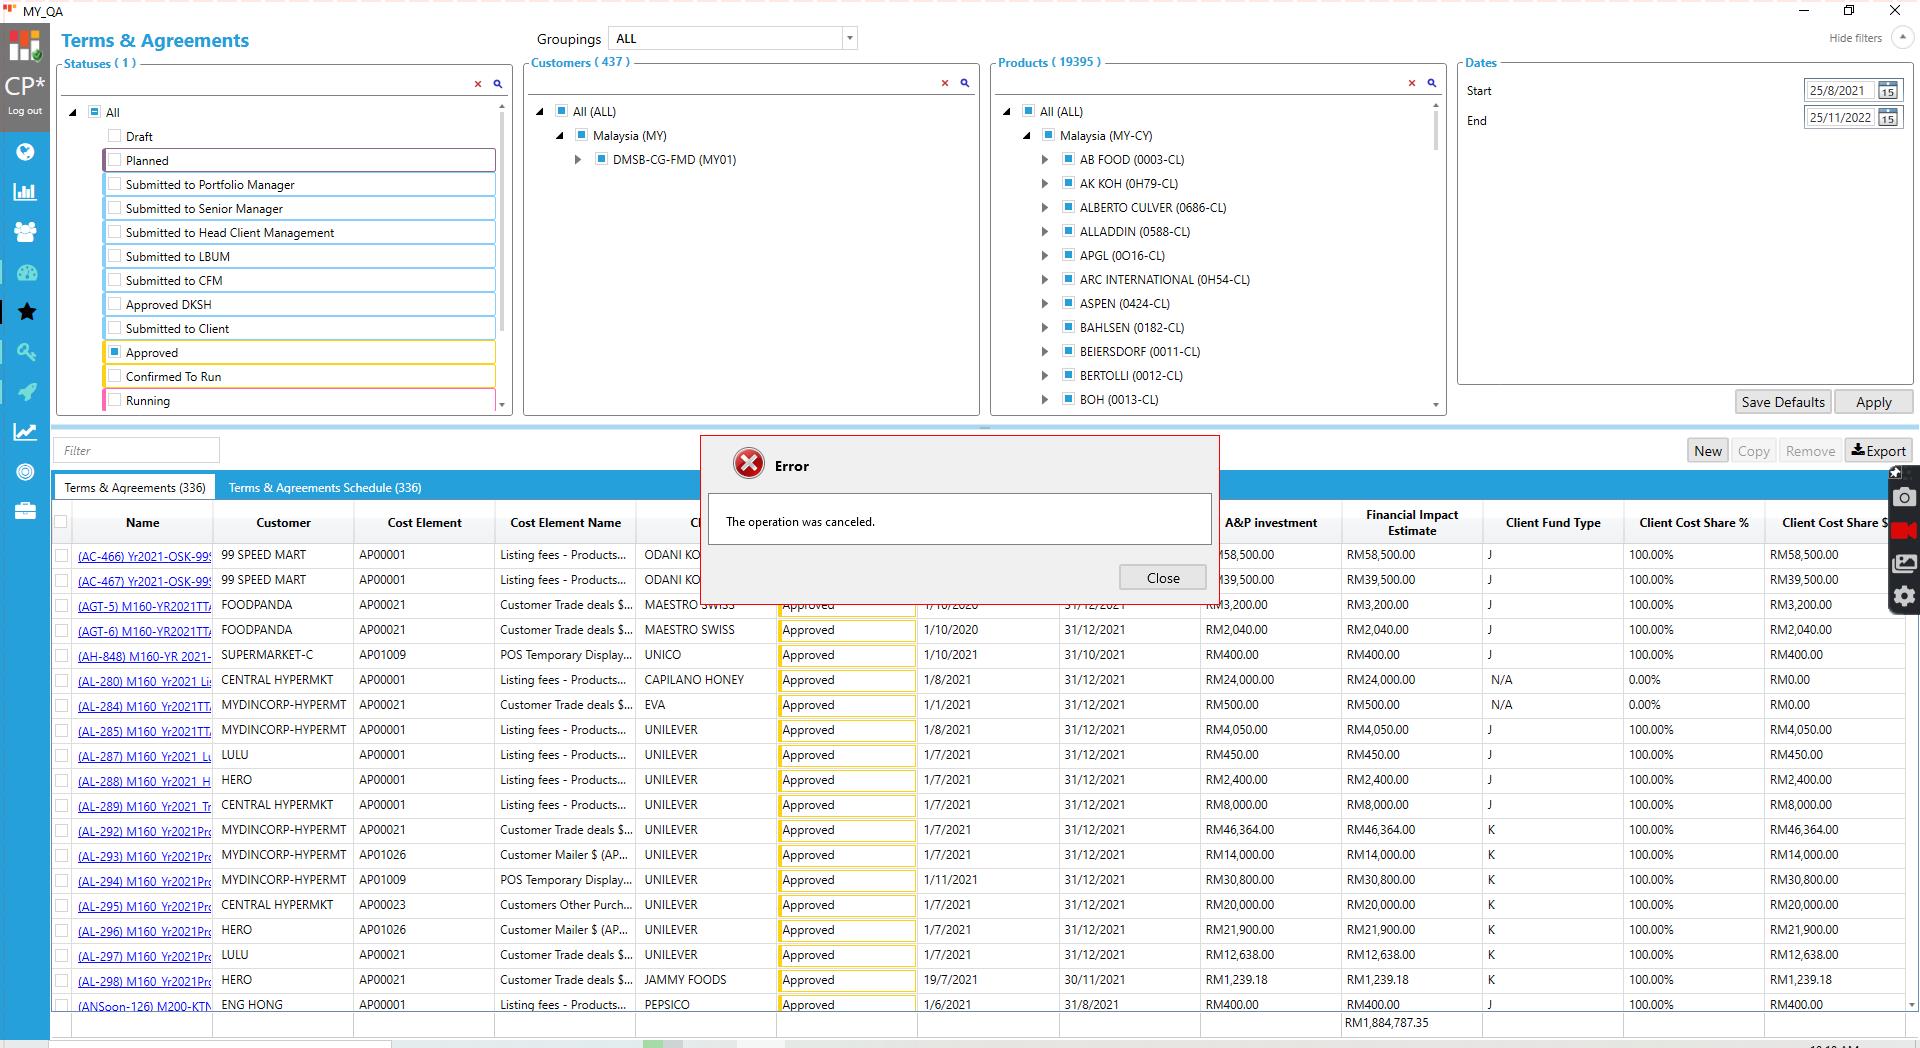 MY_QA
CP*
Log out
Terms & Agreements
Groupings ALL
Hide filters
Statuses ( 1 )
All
Draft
Planned
Submitted to Portfolio Manager
Submitted to Senior Manager
Submitted to Head Client Management
Submitted to LBUM
Submitted to CFM
Approved DKSH
Submitted to Client
Approved
Confirmed To Run
Running
Customers ( 437 )
All (ALL)
Malaysia (MY)
DMSB-CG-FMD (MY01)
Products ( 19395 )
All (ALL)
Malaysia (MY-CY)
AB FOOD (0003-CL)
AK KOH (0H79-CL)
ALBERTO CULVER (0686-CL)
ALLADDIN (0588-CL)
APGL (0O16-CL)
ARC INTERNATIONAL (0H54-CL)
ASPEN (0424-CL)
BAHLSEN (0182-CL)
BEIERSDORF (0011-CL)
BERTOLLI (0012-CL)
BOH (0013-CL)
Dates
Start 25/8/2021 15
End 25/11/2022 15
Save Defaults Apply
Filter
New Copy Remove Export
Error
The operation was canceled.
Close
Terms & Agreements (336) Terms & Agreements Schedule (336)
Name Customer Cost Element Cost Element Name A&P investment Financial Impact Estimate Client Fund Type Client Cost Share % Client Cost Share $
(AC-466) Yr2021-OSK-99S 99 SPEED MART AP00001 Listing fees - Products... ODANI KO 58,500.00 RM58,500.00 J 100.00% RM58,500.00
(AC-467) Yr2021-OSK-99S 99 SPEED MART AP00001 Listing fees - Products... ODANI KO 39,500.00 RM39,500.00 J 100.00% RM39,500.00
(AGT-5) M160-YR2021TTA FOODPANDA AP00021 Customer Trade deals $... MAESTRO SWISS Approved 1/10/2020 31/12/2021 RM3,200.00 RM3,200.00 J 100.00% RM3,200.00
(AGT-6) M160-YR2021TTA FOODPANDA AP00021 Customer Trade deals $... MAESTRO SWISS Approved 1/10/2020 31/12/2021 RM2,040.00 RM2,040.00 J 100.00% RM2,040.00
(AH-848) M160-YR 2021- SUPERMARKET-C AP01009 POS Temporary Display... UNICO Approved 1/10/2021 31/10/2021 RM400.00 RM400.00 J 100.00% RM400.00
(AL-280) M160 Yr2021 Li CENTRAL HYPERMKT AP00001 Listing fees - Products... CAPILANO HONEY Approved 1/8/2021 31/12/2021 RM24,000.00 RM24,000.00 N/A 0.00% RM0.00
(AL-284) M160 Yr2021TT MYDINCORP-HYPERMT AP00021 Customer Trade deals $... EVA Approved 1/1/2021 31/12/2021 RM500.00 RM500.00 N/A 0.00% RM0.00
(AL-285) M160 Yr2021TT MYDINCORP-HYPERMT AP00001 Listing fees - Products... UNILEVER Approved 1/8/2021 31/12/2021 RM4,050.00 RM4,050.00 J 100.00% RM4,050.00
(AL-287) M160 Yr2021 Lu LULU AP00001 Listing fees - Products... UNILEVER Approved 1/7/2021 31/12/2021 RM450.00 RM450.00 J 100.00% RM450.00
(AL-288) M160 Yr2021 H HERO AP00001 Listing fees - Products... UNILEVER Approved 1/7/2021 31/12/2021 RM2,400.00 RM2,400.00 J 100.00% RM2,400.00
(AL-289) M160 Yr2021 Tr CENTRAL HYPERMKT AP00001 Listing fees - Products... UNILEVER Approved 1/7/2021 31/12/2021 RM8,000.00 RM8,000.00 J 100.00% RM8,000.00
(AL-292) M160 Yr2021Pro MYDINCORP-HYPERMT AP00021 Customer Trade deals $... UNILEVER Approved 1/7/2021 31/12/2021 RM46,364.00 RM46,364.00 K 100.00% RM46,364.00
(AL-293) M160 Yr2021Pro MYDINCORP-HYPERMT AP01026 Customer Mailer $ (AP... UNILEVER Approved 1/7/2021 31/12/2021 RM14,000.00 RM14,000.00 K 100.00% RM14,000.00
(AL-294) M160 Yr2021Pro MYDINCORP-HYPERMT AP01009 POS Temporary Display... UNILEVER Approved 1/11/2021 31/12/2021 RM30,800.00 RM30,800.00 K 100.00% RM30,800.00
(AL-295) M160 Yr2021Pro CENTRAL HYPERMKT AP00023 Customers Other Purch... UNILEVER Approved 1/7/2021 31/12/2021 RM20,000.00 RM20,000.00 K 100.00% RM20,000.00
(AL-296) M160 Yr2021Pro HERO AP01026 Customer Mailer $ (AP... UNILEVER Approved 1/7/2021 31/12/2021 RM21,900.00 RM21,900.00 K 100.00% RM21,900.00
(AL-297) M160 Yr2021Pro LULU AP00021 Customer Trade deals $... UNILEVER Approved 1/7/2021 31/12/2021 RM12,638.00 RM12,638.00 K 100.00% RM12,638.00
(AL-298) M160 Yr2021Pro HERO AP00021 Customer Trade deals $... JAMMY FOODS Approved 19/7/2021 30/11/2021 RM1,239.18 RM1,239.18 K 100.00% RM1,239.18
(ANSoon-126) M200-KTN ENG HONG AP00001 Listing fees - Products... PEPSICO Approved 1/6/2021 31/8/2021 RM400.00 RM400.00 J 100.00% RM400.00
RM1,884,787.35